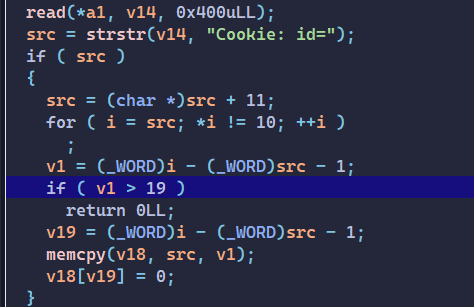 read(*a1, v14, 0x400uLL);
src = strstr(v14, "Cookie: id=");
if ( src )
{
src = (char *)src + 11;
for ( i = src; *i != 10; ++i )
;
v1 = (_WORD)i - (_WORD)src - 1;
if ( v1 > 19 )
return 0LL;
v19 = (_WORD)i - (_WORD)src - 1;
memcpy(v18, src, v1);
v18[v19] = 0;
}